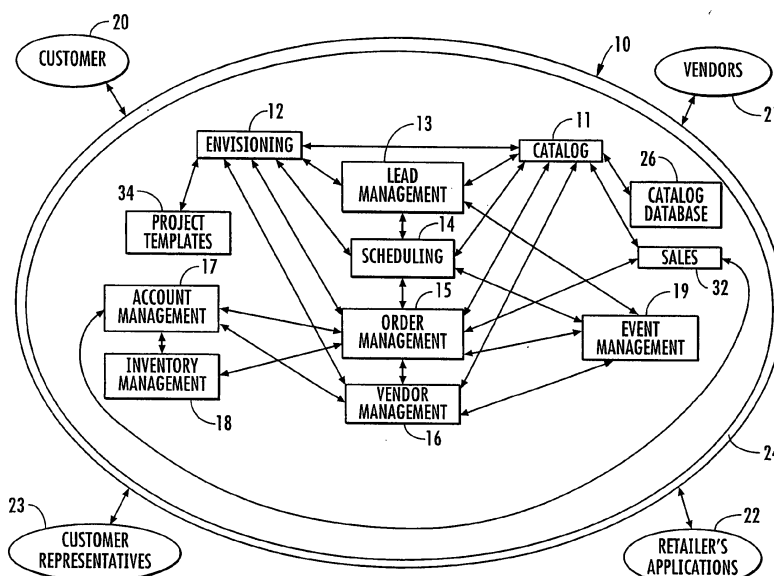 20
CUSTOMER
10
VENDORS
12
ENVISIONING
13
LEAD
MANAGEMENT
11
CATALOG
26
CATALOG
DATABASE
34
PROJECT
TEMPLATES
14
SCHEDULING
SALES
32
17
ACCOUNT
MANAGEMENT
15
ORDER
MANAGEMENT
19
EVENT
MANAGEMENT
INVENTORY
MANAGEMENT
18
VENDOR
MANAGEMENT
16
24
23
CUSTOMER
REPRESENTATIVES
22
RETAILER'S
APPLICATIONS